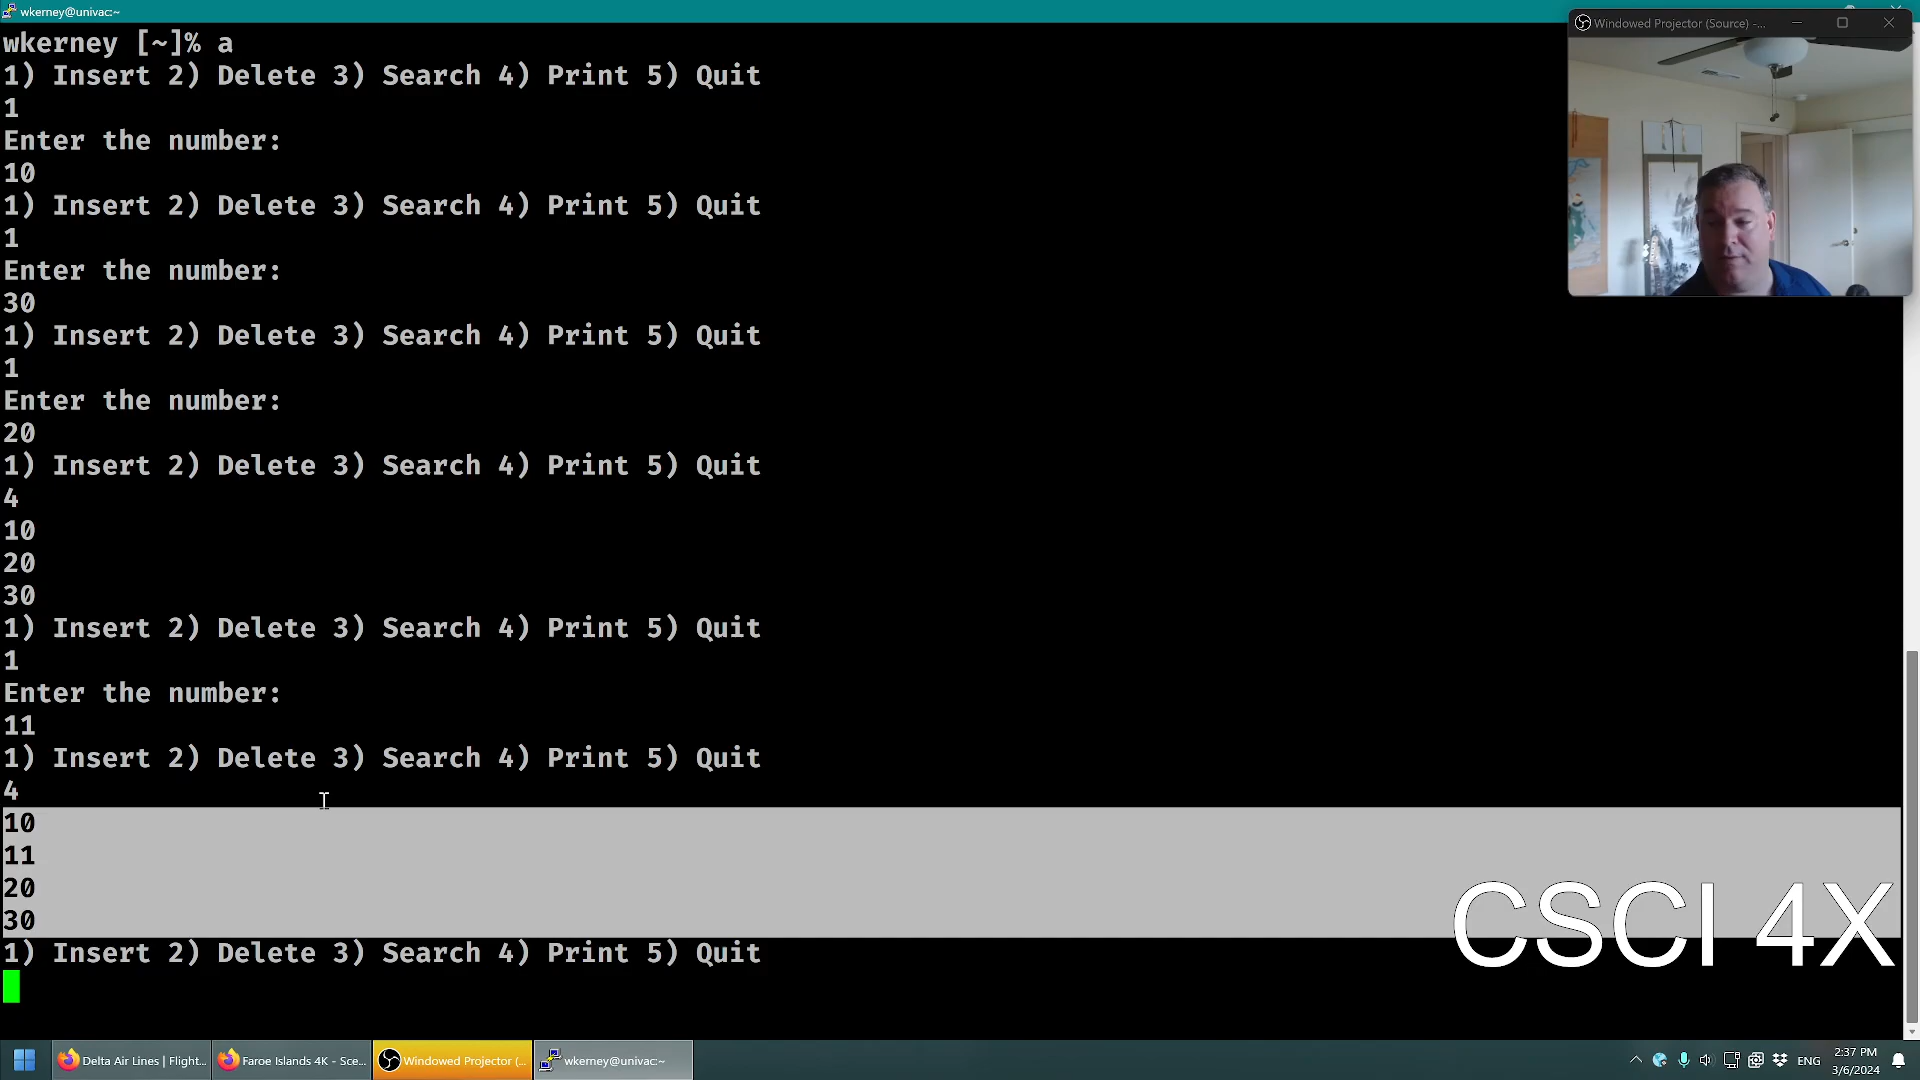 wkerney@univac:~
wkerney [~]% a
1) Insert 2) Delete 3) Search 4) Print 5) Quit
1
Enter the number:
10
1) Insert 2) Delete 3) Search 4) Print 5) Quit
1
Enter the number:
30
1) Insert 2) Delete 3) Search 4) Print 5) Quit
1
Enter the number:
20
1) Insert 2) Delete 3) Search 4) Print 5) Quit
4
10
20
30
1) Insert 2) Delete 3) Search 4) Print 5) Quit
1
Enter the number:
11
1) Insert 2) Delete 3) Search 4) Print 5) Quit
4
10
11
20
30
1) Insert 2) Delete 3) Search 4) Print 5) Quit
Windowed Projector (Source) -...
CSCI 4X
Delta Air Lines | Flight...
Faroe Islands 4K - Sce...
Windowed Projector (...
wkerney@univac:~
ENG
2:37 PM
3/6/2024